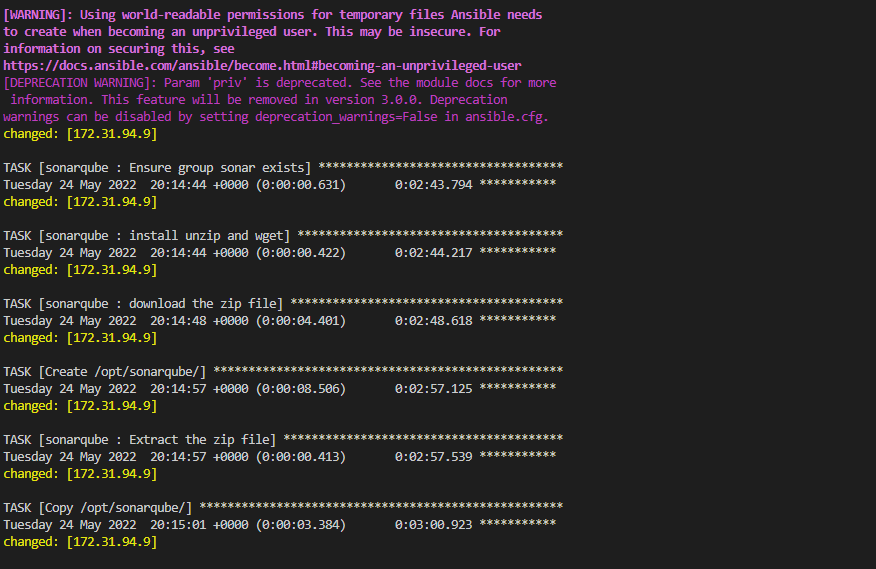 [WARNING]: Using world-readable permissions for temporary files Ansible needs
to create when becoming an unprivileged user. This may be insecure. For
information on securing this, see
https://docs.ansible.com/ansible/become.html#becoming-an-unprivileged-user
[DEPRECATION WARNING]: Param 'priv' is deprecated. See the module docs for more
 information. This feature will be removed in version 3.0.0. Deprecation
warnings can be disabled by setting deprecation_warnings=False in ansible.cfg.
changed: [172.31.94.9]

TASK [sonarqube : Ensure group sonar exists] ***********************************
Tuesday 24 May 2022  20:14:44 +0000 (0:00:00.631)       0:02:43.794 ***********
changed: [172.31.94.9]

TASK [sonarqube : install unzip and wget] **************************************
Tuesday 24 May 2022  20:14:44 +0000 (0:00:00.422)       0:02:44.217 ***********
changed: [172.31.94.9]

TASK [sonarqube : download the zip file] ***************************************
Tuesday 24 May 2022  20:14:48 +0000 (0:00:04.401)       0:02:48.618 ***********
changed: [172.31.94.9]

TASK [Create /opt/sonarqube/] **************************************************
Tuesday 24 May 2022  20:14:57 +0000 (0:00:08.506)       0:02:57.125 ***********
changed: [172.31.94.9]

TASK [sonarqube : Extract the zip file] ****************************************
Tuesday 24 May 2022  20:14:57 +0000 (0:00:00.413)       0:02:57.539 ***********
changed: [172.31.94.9]

TASK [Copy /opt/sonarqube/] ****************************************************
Tuesday 24 May 2022  20:15:01 +0000 (0:00:03.384)       0:03:00.923 ***********
changed: [172.31.94.9]